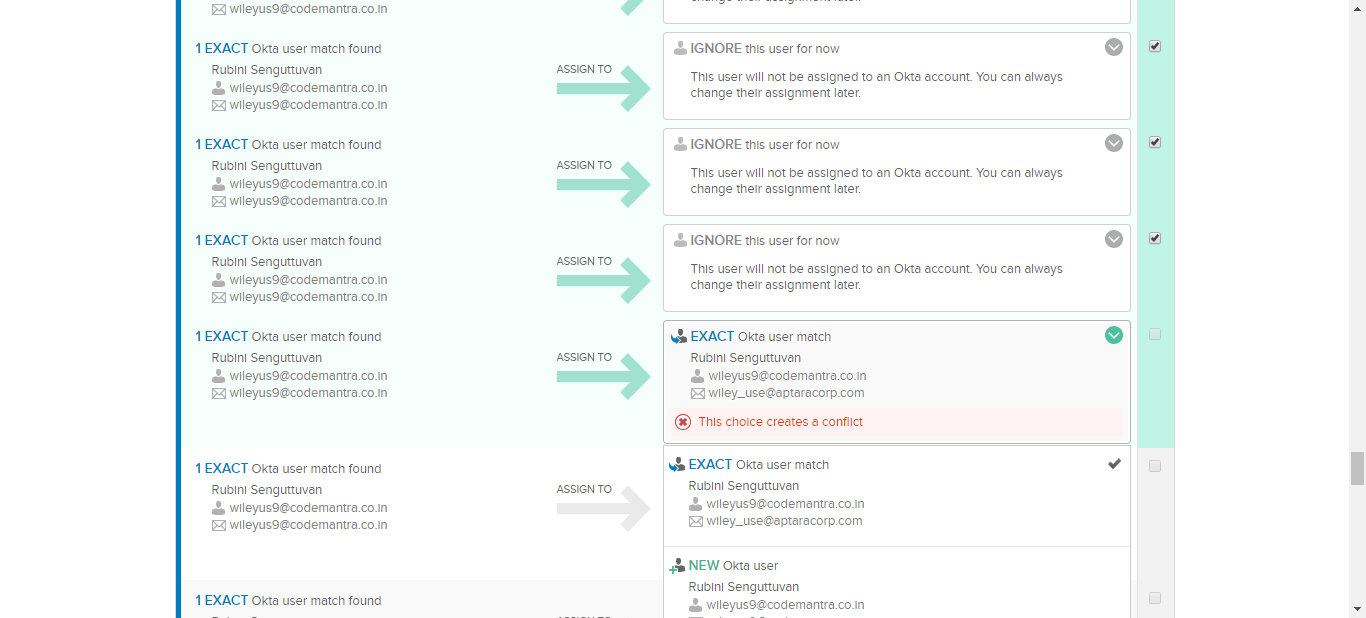 wileyus9@codemantra.co.in
change their assignment later.
1 EXACT Okta user match found
Rubini Senguttuvan
wileyus9@codemantra.co.in
wileyus9@codemantra.co.in
ASSIGN TO
IGNORE this user for now
This user will not be assigned to an Okta account. You can always
change their assignment later.
1 EXACT Okta user match found
Rubini Senguttuvan
wileyus9@codemantra.co.in
wileyus9@codemantra.co.in
ASSIGN TO
IGNORE this user for now
This user will not be assigned to an Okta account. You can always
change their assignment later.
1 EXACT Okta user match found
Rubini Senguttuvan
wileyus9@codemantra.co.in
wileyus9@codemantra.co.in
ASSIGN TO
IGNORE this user for now
This user will not be assigned to an Okta account. You can always
change their assignment later.
1 EXACT Okta user match found
Rubini Senguttuvan
wileyus9@codemantra.co.in
wileyus9@codemantra.co.in
ASSIGN TO
EXACT Okta user match
Rubini Senguttuvan
wileyus9@codemantra.co.in
wiley_use@aptaracorp.com
This choice creates a conflict
1 EXACT Okta user match found
Rubini Senguttuvan
wileyus9@codemantra.co.in
wileyus9@codemantra.co.in
ASSIGN TO
EXACT Okta user match
Rubini Senguttuvan
wileyus9@codemantra.co.in
wiley_use@aptaracorp.com
NEW Okta user
Rubini Senguttuvan
wileyus9@codemantra.co.in
1 EXACT Okta user match found